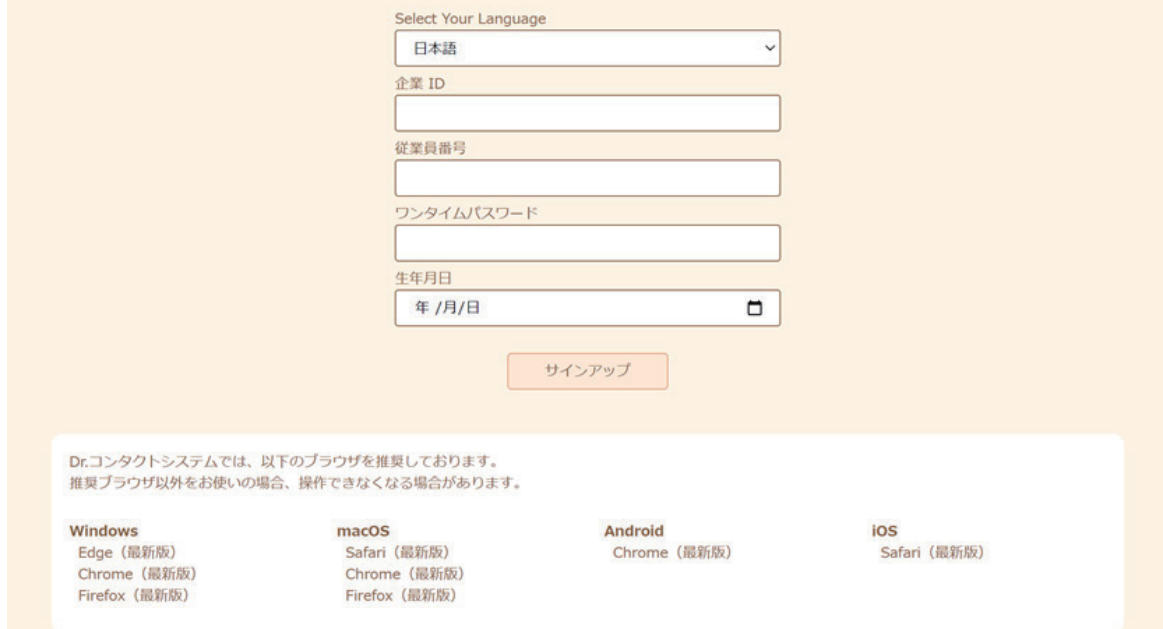 Select Your Language
日本語
企業 ID
従業員番号
ワンタイムパスワード
生年月日
年 /月/日
サインアップ
Dr.コンタクトシステムでは、以下のブラウザを推奨しております。
推奨ブラウザ以外をお使いの場合、操作できなくなる場合があります。
Windows macOS Android iOS
Edge（最新版） Safari（最新版） Chrome（最新版） Safari（最新版）
Chrome（最新版） Chrome（最新版）
Firefox（最新版） Firefox（最新版）